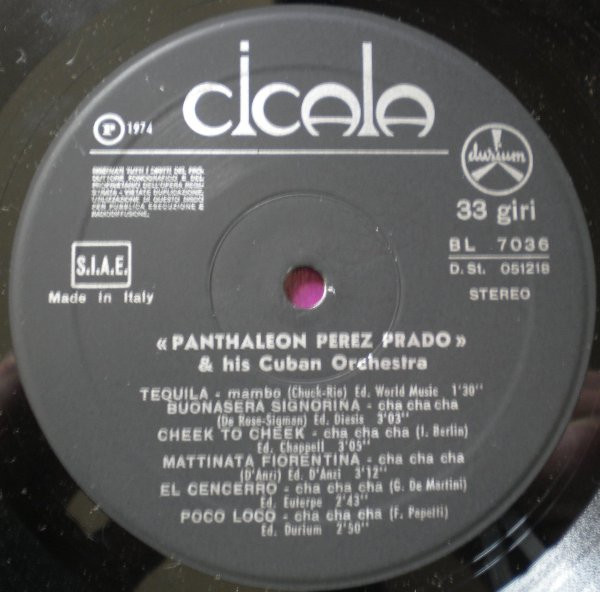 cicala
P 1974
durium
RISERVATI TUTTI I DIRITTI DEL PRO-
DUTTORE FONOGRAFICO E DEL
PROPRIETARIO DELL'OPERA REGI-
STRATA - VIETATE DUPLICAZIONE,
UTILIZZAZIONE DI QUESTO DISCO
PER PUBBLICA ESECUZIONE E
RADIODIFFUSIONE.
33 giri
BL 7036
D. St. 051218
STEREO
S.I.A.E.
Made in Italy
« PANTHALEON PEREZ PRADO »
& his Cuban Orchestra
TEQUILA - mambo (Chuck-Rio) Ed. World Music 1'30''
BUONASERA SIGNORINA - cha cha cha
(De Rose-Sigman) Ed. Diesis 3'03''
CHEEK TO CHEEK - cha cha cha (I. Berlin)
Ed. Chappell 3'05''
MATTINATA FIORENTINA - cha cha cha
(D'Anzi) Ed. D'Anzi 3'12''
EL CENCERRO - cha cha cha (G. De Martini)
Ed. Euterpe 2'43''
POCO LOCO - cha cha cha (F. Papetti)
Ed. Durium 2'50''